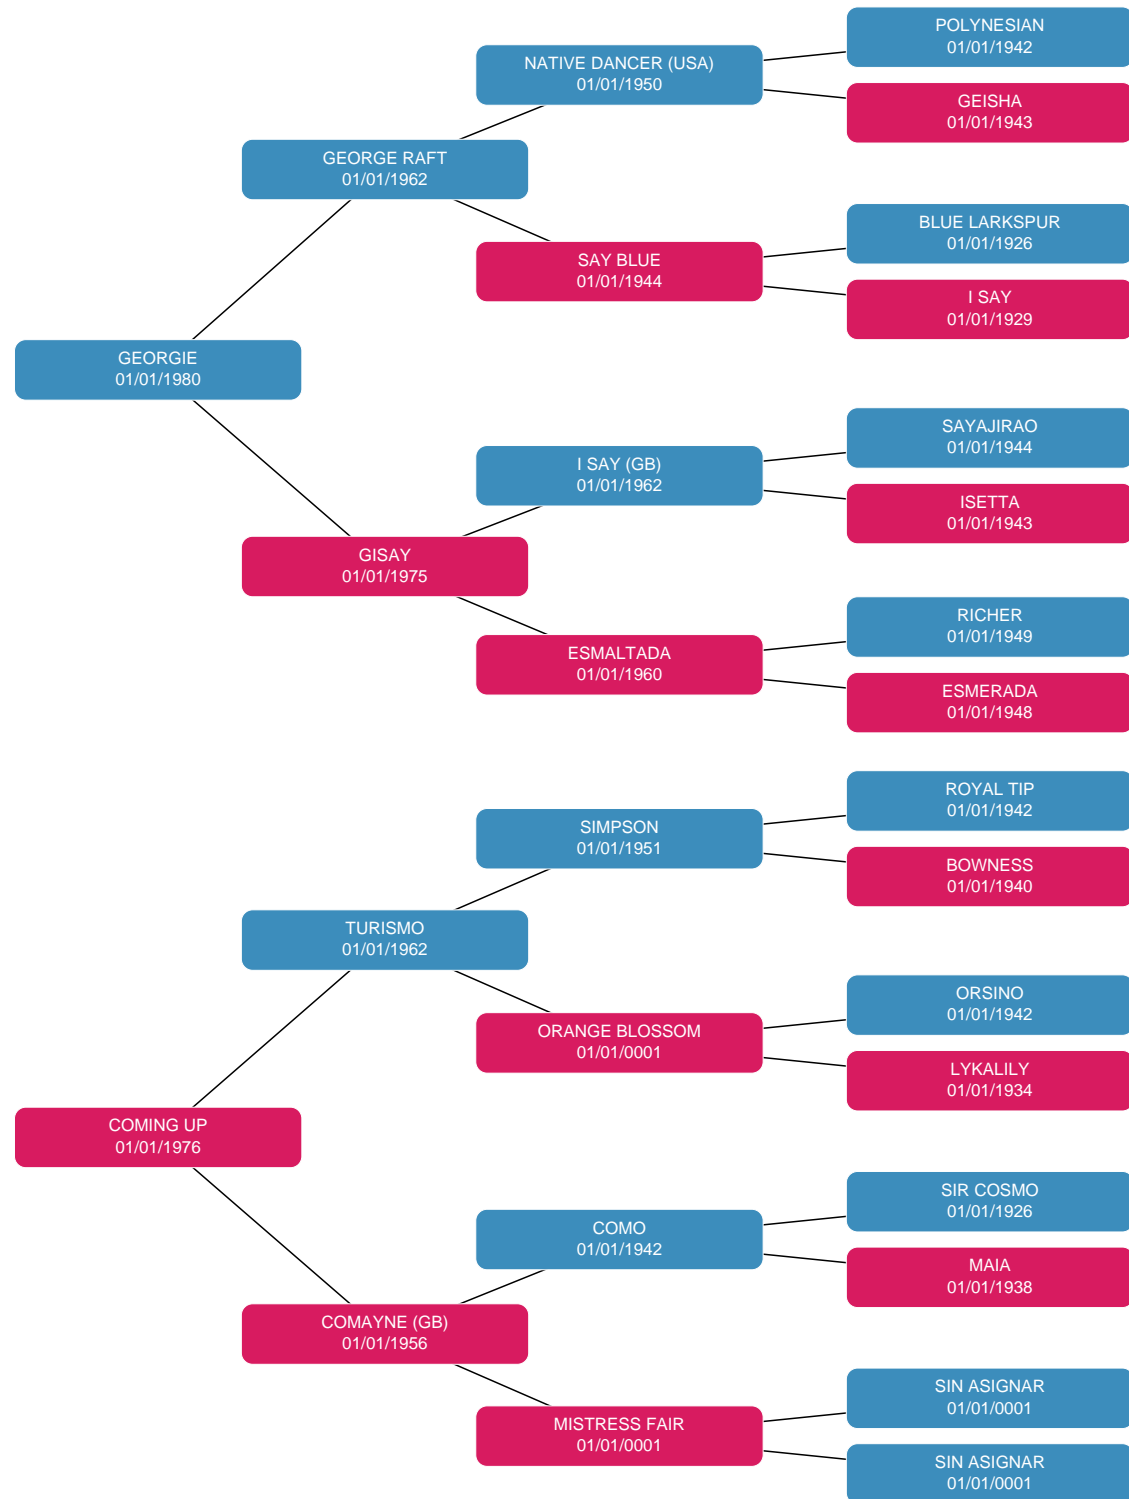 POLYNESIAN
01/01/1942
NATIVE DANCER (USA)
01/01/1950
GEISHA
01/01/1943
GEORGE RAFT
01/01/1962
BLUE LARKSPUR
01/01/1926
SAY BLUE
01/01/1944
I SAY
01/01/1929
GEORGIE
01/01/1980
SAYAJIRAO
01/01/1944
I SAY (GB)
01/01/1962
ISETTA
01/01/1943
GISAY
01/01/1975
RICHER
01/01/1949
ESMALTADA
01/01/1960
ESMERADA
01/01/1948
ROYAL TIP
01/01/1942
SIMPSON
01/01/1951
BOWNESS
01/01/1940
TURISMO
01/01/1962
ORSINO
01/01/1942
ORANGE BLOSSOM
01/01/0001
LYKALILY
01/01/1934
COMING UP
01/01/1976
SIR COSMO
01/01/1926
COMO
01/01/1942
MAIA
01/01/1938
COMAYNE (GB)
01/01/1956
SIN ASIGNAR
01/01/0001
MISTRESS FAIR
01/01/0001
SIN ASIGNAR
01/01/0001